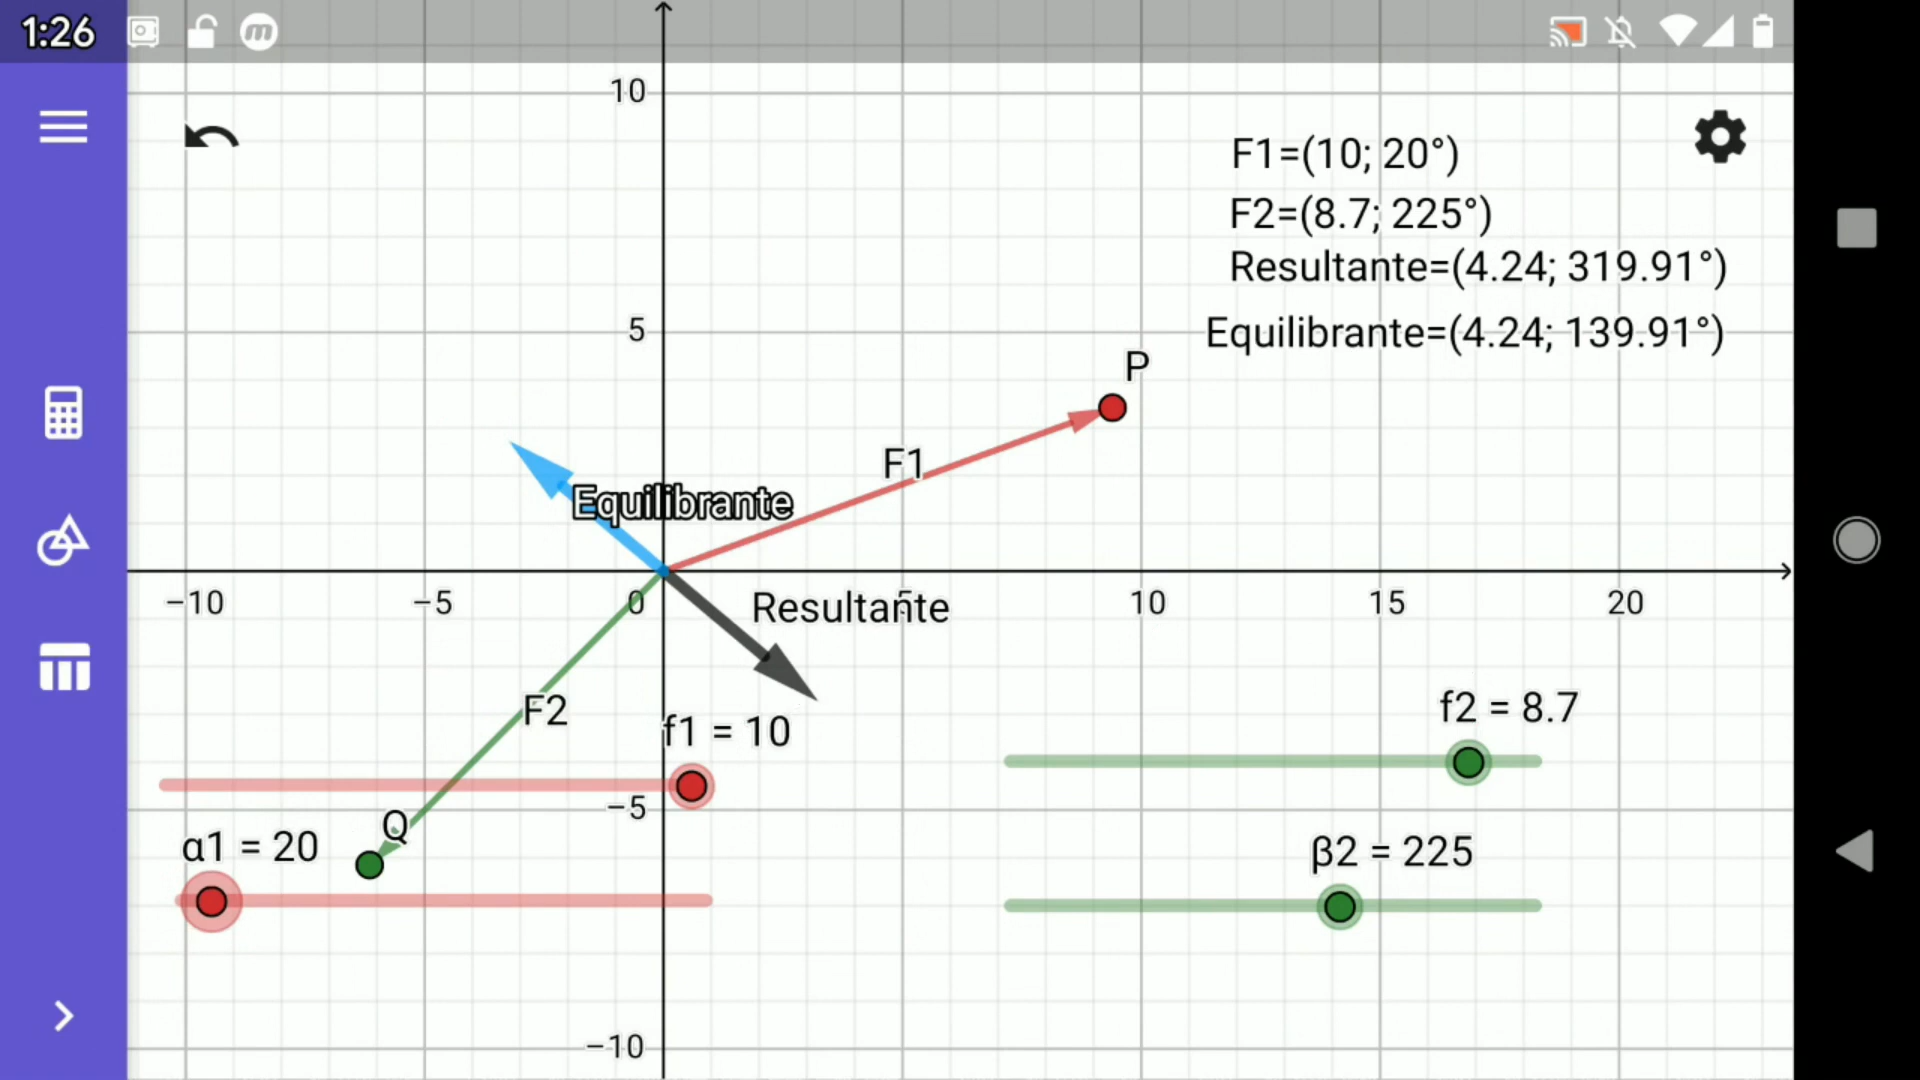 1:26
10
F1=(10; 20°)
F2=(8.7; 225°)
Resultante=(4.24; 319.91°)
5
Equilibrante=(4.24; 139.91°)
P
F1
Equilibrante
−10
−5
0
5
10
15
20
Resultante
F2
f1 = 10
f2 = 8.7
−5
Q
α1 = 20
β2 = 225
−10